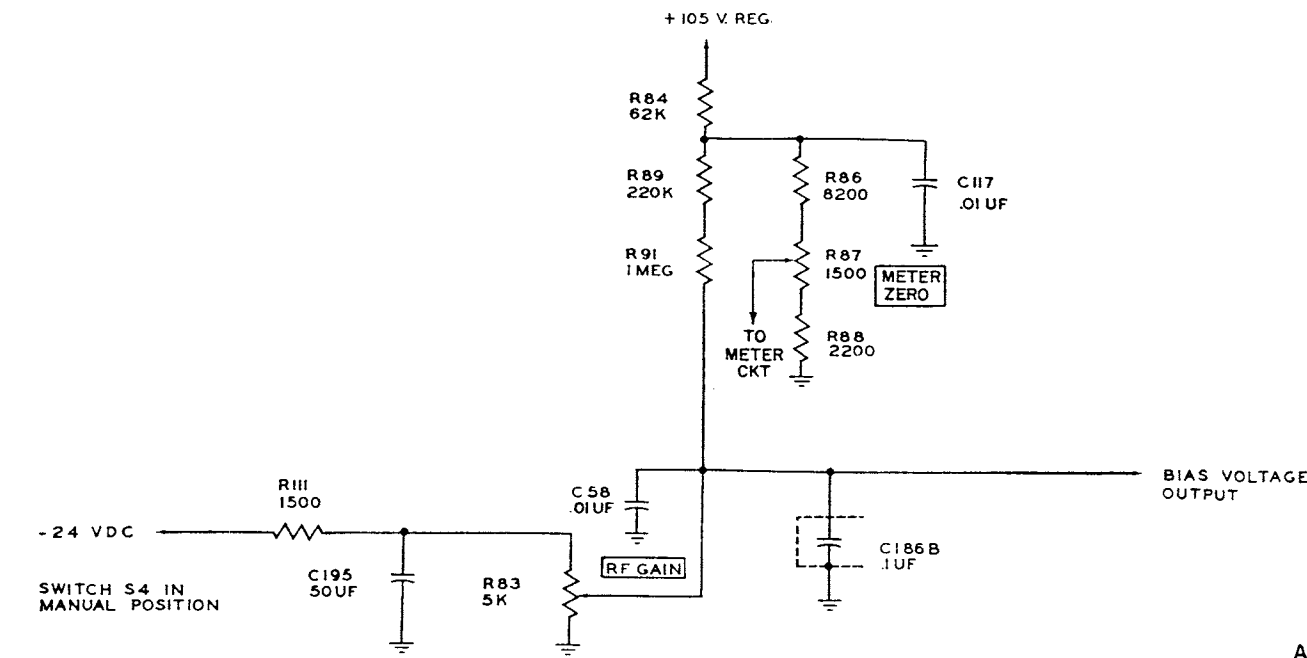 +105 V. REG.
R84
62K
R89
220K
R86
8200
C117
.01UF
R91
1MEG
R87
1500
METER
ZERO
TO
METER
CKT
R88
2200
BIAS VOLTAGE
OUTPUT
R111
1500
C58
.01UF
-24 VDC
C186B
.1UF
RF GAIN
C195
50UF
R83
5K
SWITCH S4 IN
MANUAL POSITION
A